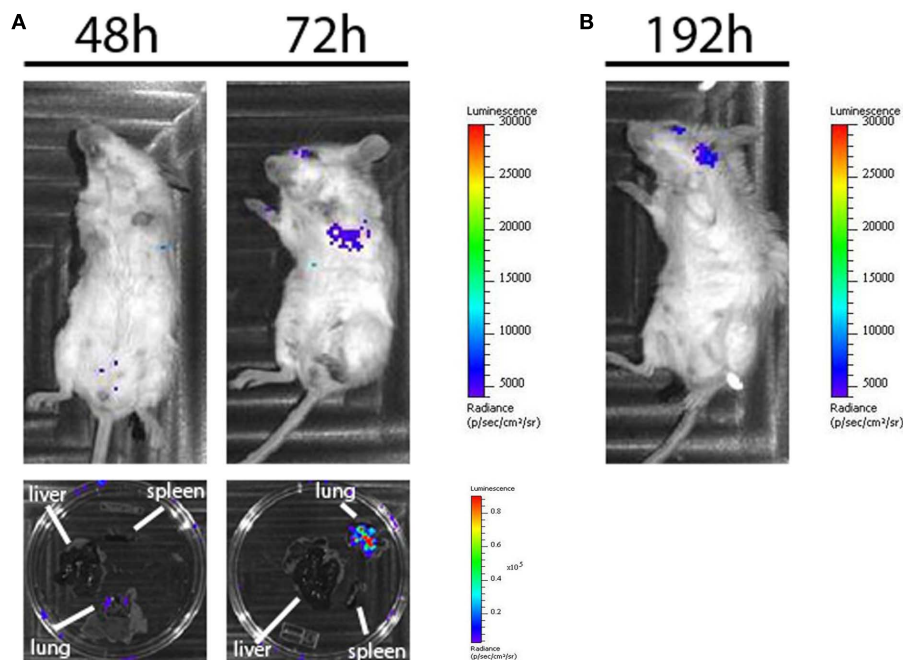 A
48h
72h
B
192h
Luminescence
30000
25000
20000
15000
10000
5000
Radiance
(p/sec/cm²/sr)
Luminescence
30000
25000
20000
15000
10000
5000
Radiance
(p/sec/cm²/sr)
liver
spleen
lung
lung
liver
spleen
Luminescence
0.8
0.6
x10⁵
0.4
0.2
Radiance
(p/sec/cm²/sr)